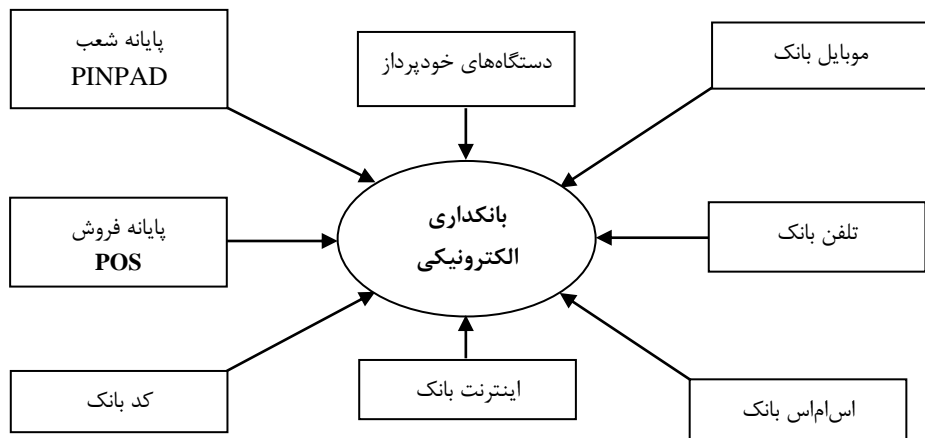 موبایل بانک
دستگاه‌های خودپرداز
پایانه شعب
PINPAD
تلفن بانک
بانکداری
الکترونیکی
پایانه فروش
POS
اس‌ام‌اس بانک
اینترنت بانک
کد بانک